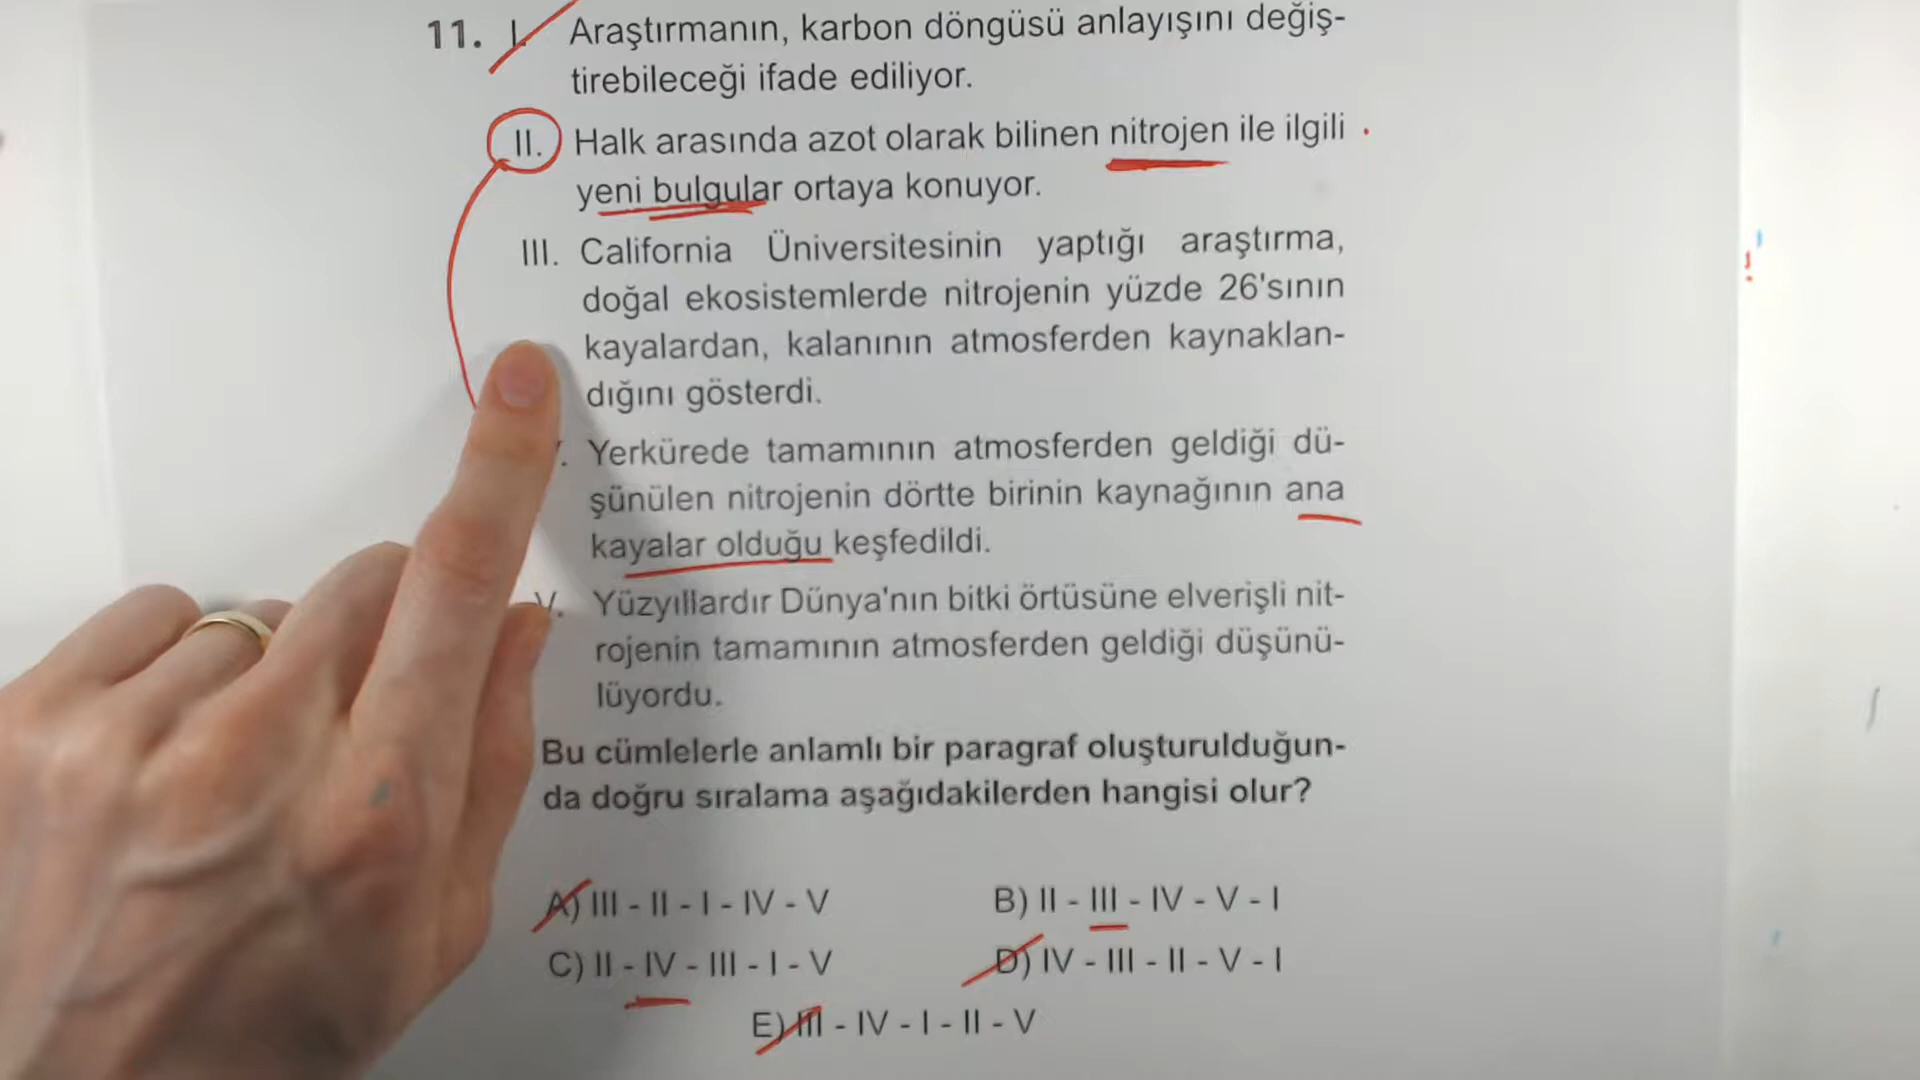 11. I. Araştırmanın, karbon döngüsü anlayışını değiş-
tirebileceği ifade ediliyor.
II. Halk arasında azot olarak bilinen nitrojen ile ilgili
yeni bulgular ortaya konuyor.
III. California Üniversitesinin yaptığı araştırma,
doğal ekosistemlerde nitrojenin yüzde 26'sının
kayalardan, kalanının atmosferden kaynaklan-
dığını gösterdi.
Yerkürede tamamının atmosferden geldiği dü-
şünülen nitrojenin dörtte birinin kaynağının ana
kayalar olduğu keşfedildi.
V. Yüzyıllardır Dünya'nın bitki örtüsüne elverişli nit-
rojenin tamamının atmosferden geldiği düşünü-
lüyordu.
Bu cümlelerle anlamlı bir paragraf oluşturulduğun-
da doğru sıralama aşağıdakilerden hangisi olur?
A) III - II - I - IV - V B) II - III - IV - V - I
C) II - IV - III - I - V D) IV - III - II - V - I
E) III - IV - I - II - V